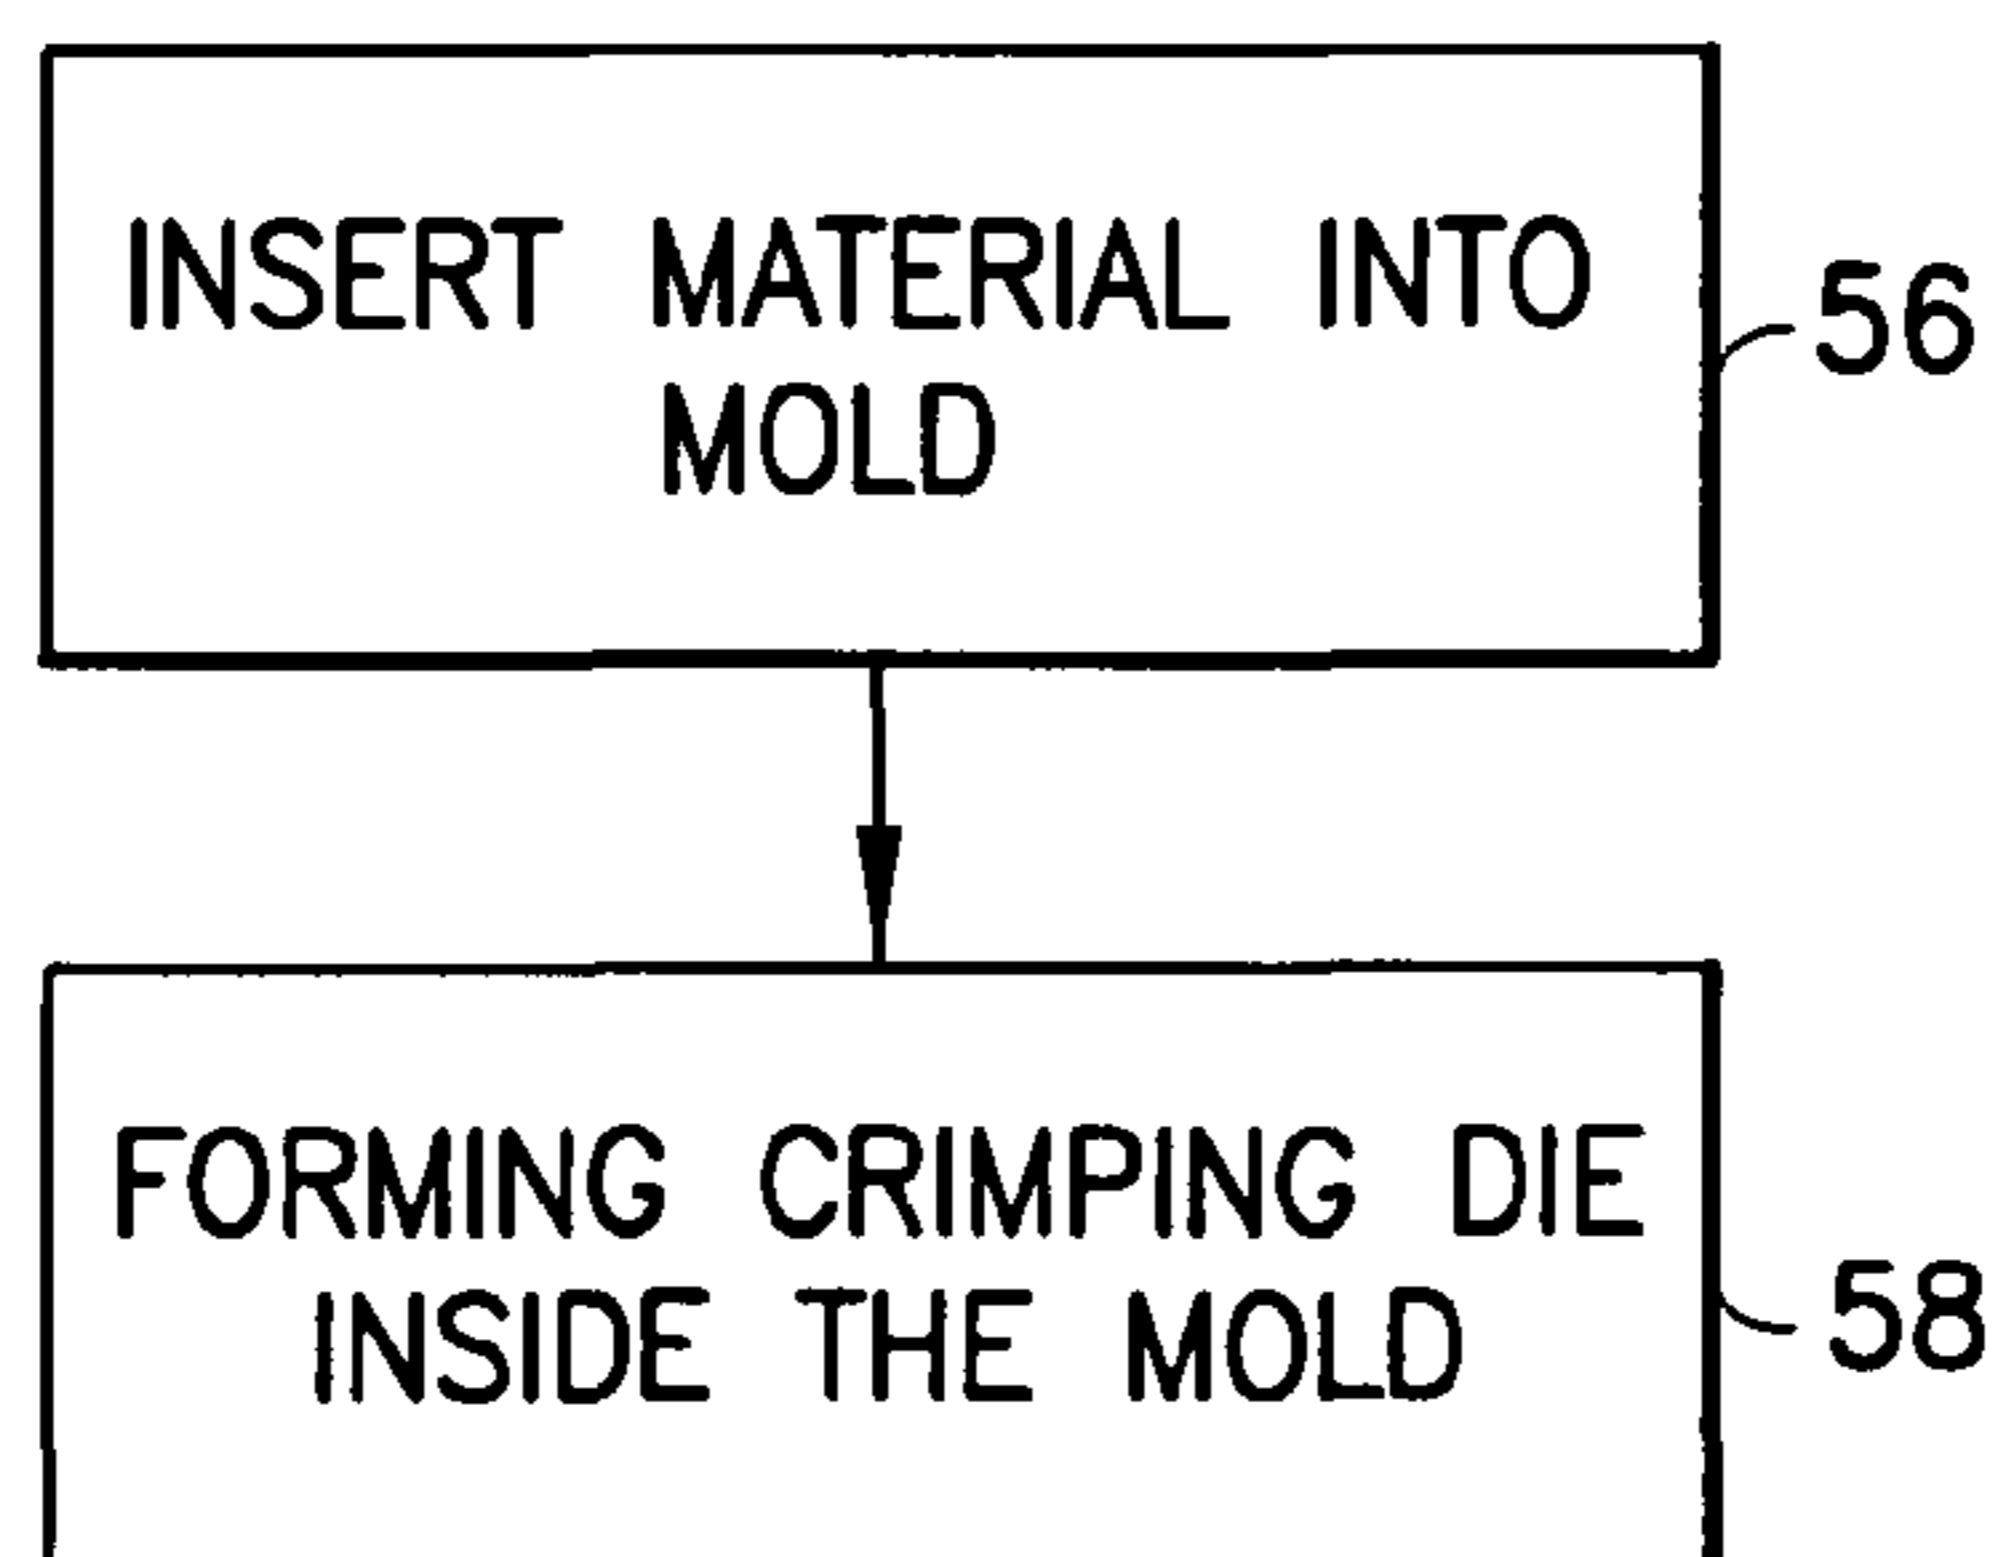 INSERT MATERIAL INTO
MOLD
56
FORMING CRIMPING DIE
INSIDE THE MOLD
58